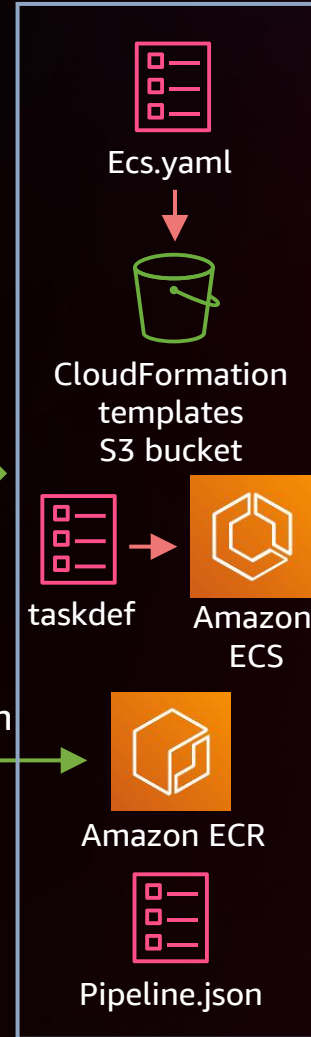 Ecs.yaml
CloudFormation
templates
S3 bucket
taskdef
Amazon
ECS
Amazon ECR
Pipeline.json